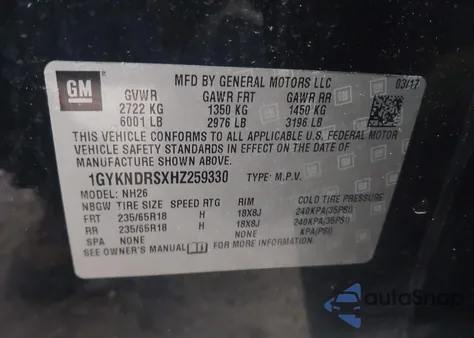 GM
MFD BY GENERAL MOTORS LLC 03/17
GVWR GAWR FRT GAWR RR
2722 KG 1350 KG 1450 KG
6001 LB 2976 LB 3196 LB
THIS VEHICLE CONFORMS TO ALL APPLICABLE U.S. FEDERAL MOTOR
VEHICLE SAFETY STANDARDS IN EFFECT ON THE DATE OF
MANUFACTURE SHOWN ABOVE.
1GYKNDRSXHZ259330 TYPE: M.P.V.
MODEL: NH26
NBGW TIRE SIZE SPEED RTG RIM COLD TIRE PRESSURE
FRT 235/65R18 H 18X8J 240KPA(35PSI)
RR 235/65R18 H 18X8J 240KPA(35PSI)
SPA NONE NONE KPA(PSI)
SEE OWNER'S MANUAL FOR MORE INFORMATION.
autoSnap